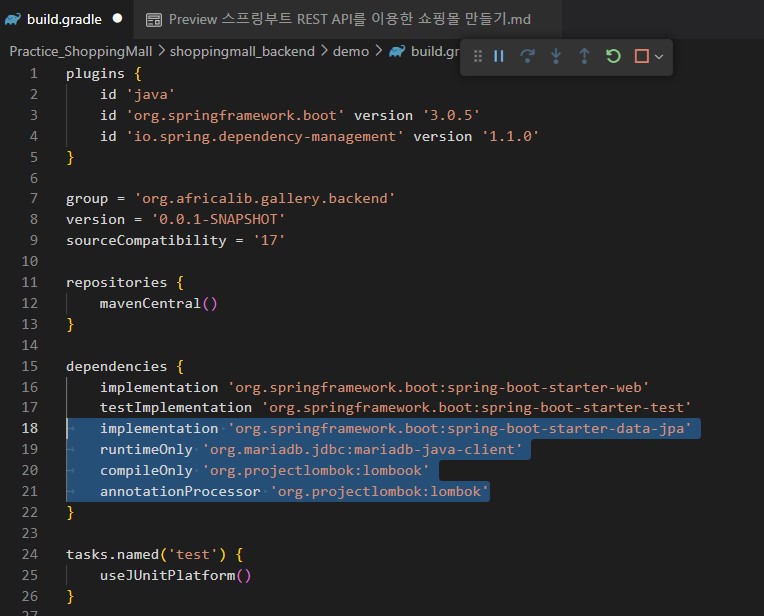 build.gradle
Preview 스프링부트 REST API를 이용한 쇼핑몰 만들기.md
Practice_ShoppingMall > shoppingmall_backend > demo > build.gr
1 plugins {
2 id 'java'
3 id 'org.springframework.boot' version '3.0.5'
4 id 'io.spring.dependency-management' version '1.1.0'
5 }
6
7 group = 'org.africalib.gallery.backend'
8 version = '0.0.1-SNAPSHOT'
9 sourceCompatibility = '17'
10
11 repositories {
12 mavenCentral()
13 }
14
15 dependencies {
16 implementation 'org.springframework.boot:spring-boot-starter-web'
17 testImplementation 'org.springframework.boot:spring-boot-starter-test'
18 implementation 'org.springframework.boot:spring-boot-starter-data-jpa'
19 runtimeOnly 'org.mariadb.jdbc:mariadb-java-client'
20 compileOnly 'org.projectlombok:lombook'
21 annotationProcessor 'org.projectlombok:lombok'
22 }
23
24 tasks.named('test') {
25 useJUnitPlatform()
26 }
27